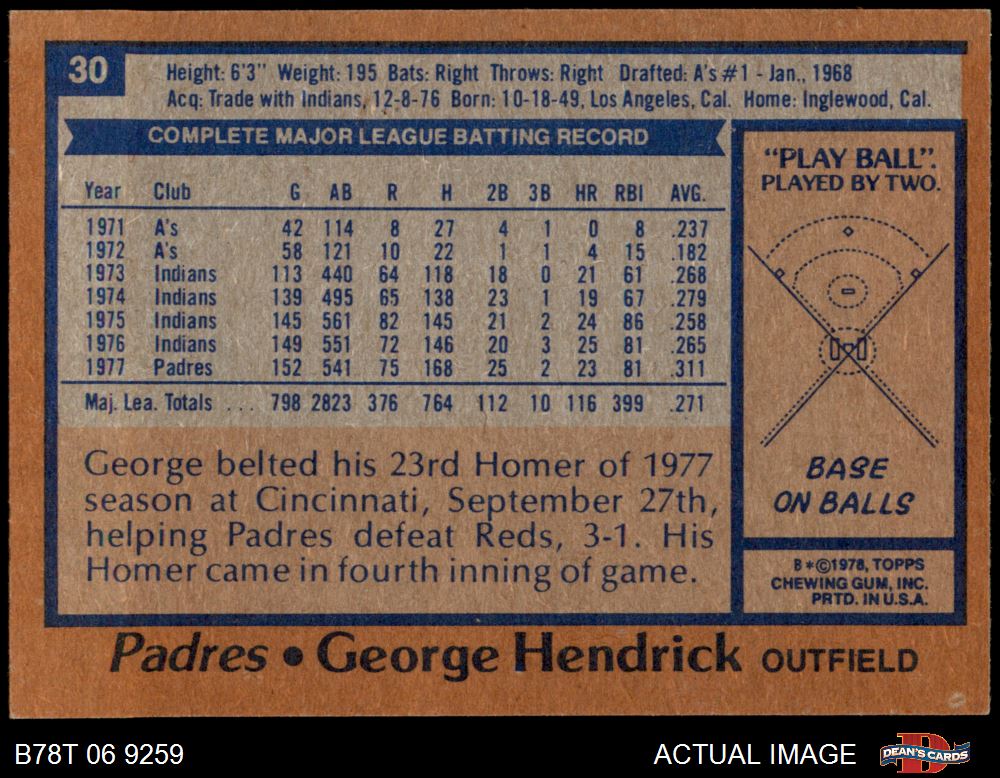 30
Height: 6'3" Weight: 195 Bats: Right Throws: Right Drafted: A's #1 - Jan., 1968
Acq: Trade with Indians, 12-8-76 Born: 10-18-49, Los Angeles, Cal. Home: Inglewood, Cal.
COMPLETE MAJOR LEAGUE BATTING RECORD
Year Club G AB R H 2B 3B HR RBI AVG.
1971 A's 42 114 8 27 4 1 0 8 .237
1972 A's 58 121 10 22 1 1 4 15 .182
1973 Indians 113 440 64 118 18 0 21 61 .268
1974 Indians 139 495 65 138 23 1 19 67 .279
1975 Indians 145 561 82 145 21 2 24 86 .258
1976 Indians 149 551 72 146 20 3 25 81 .265
1977 Padres 152 541 75 168 25 2 23 81 .311
Maj. Lea. Totals . . . 798 2823 376 764 112 10 116 399 .271
George belted his 23rd Homer of 1977
season at Cincinnati, September 27th,
helping Padres defeat Reds, 3-1. His
Homer came in fourth inning of game.
"PLAY BALL".
PLAYED BY TWO.
BASE
ON BALLS
B*©1978, TOPPS
CHEWING GUM, INC.
PRTD. IN U.S.A.
Padres • George Hendrick OUTFIELD
B78T 06 9259
ACTUAL IMAGE
DEAN'S CARDS